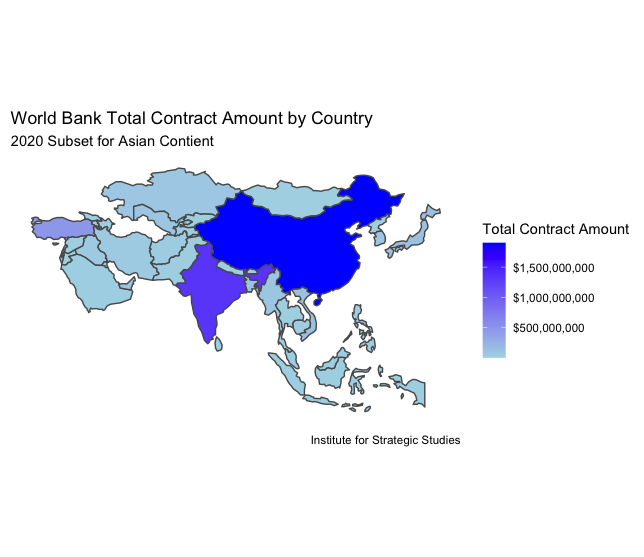 World Bank Total Contract Amount by Country
2020 Subset for Asian Contient
Total Contract Amount
$1,500,000,000
$1,000,000,000
$500,000,000
Institute for Strategic Studies